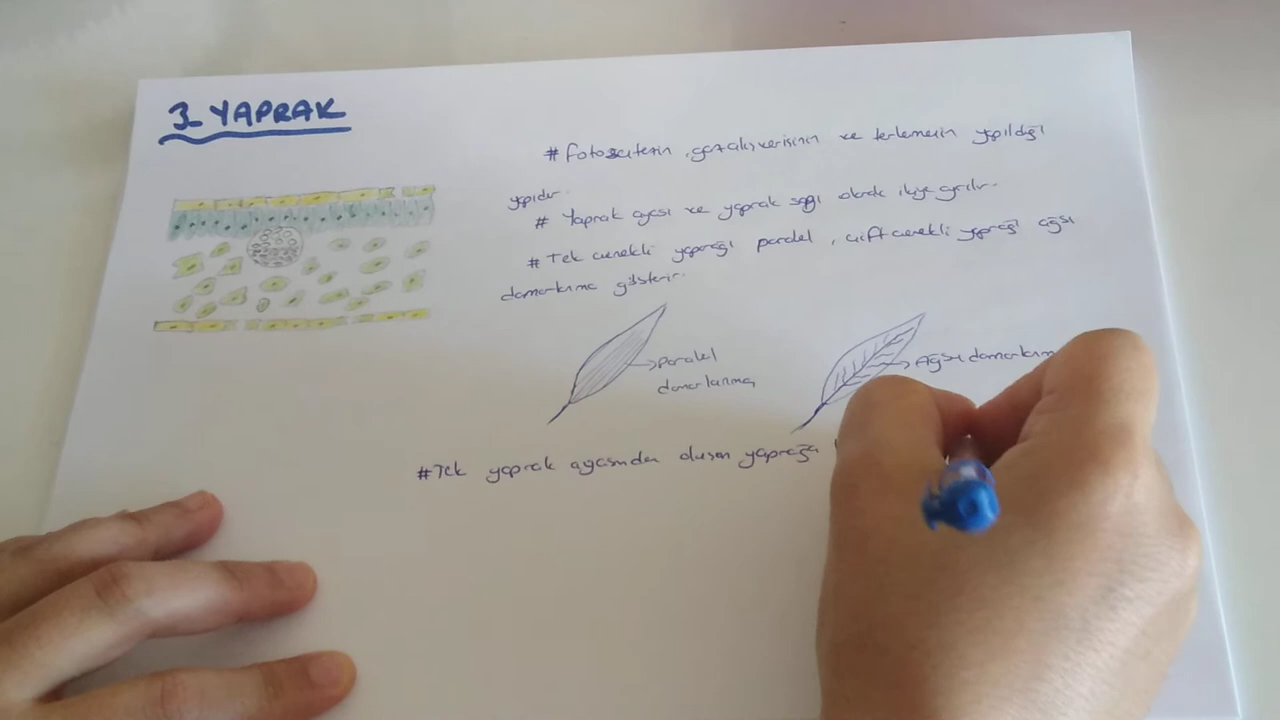 3- YAPRAK
# Fotosentezin, gaz alışverişinin ve terlemenin yapıldığı
yapıdır.
# Yaprak ayası ve yaprak sapı olarak ikiye ayrılır.
# Tek çenekli yaprağı paralel, çift çenekli yaprağı ağsı
damarlanma gösterir.
Paralel
damarlanma
Ağsı damarlanm
# Tek yaprak ayasından oluşan yaprağa